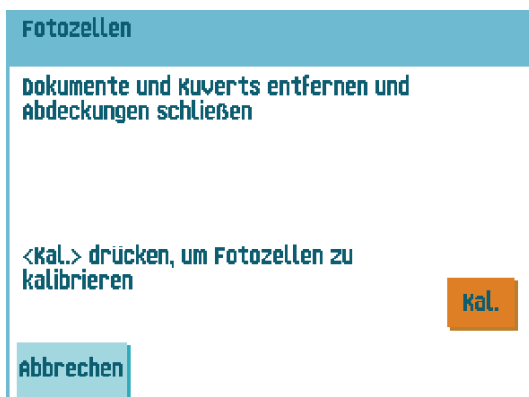 Fotozellen
Dokumente und Kuverts entfernen und
Abdeckungen schließen
<Kal.> drücken, um Fotozellen zu
kalibrieren
Kal.
Abbrechen